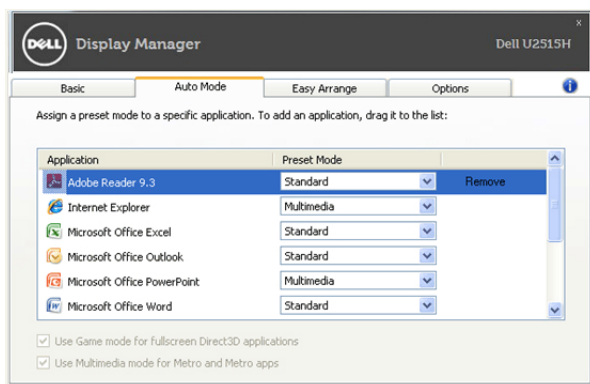 x
DELL Display Manager Dell U2515H
Basic Auto Mode Easy Arrange Options i
Assign a preset mode to a specific application. To add an application, drag it to the list:
Application Preset Mode
Adobe Reader 9.3 Standard Remove
Internet Explorer Multimedia
Microsoft Office Excel Standard
Microsoft Office Outlook Standard
Microsoft Office PowerPoint Multimedia
Microsoft Office Word Standard
Use Game mode for fullscreen Direct3D applications
Use Multimedia mode for Metro and Metro apps